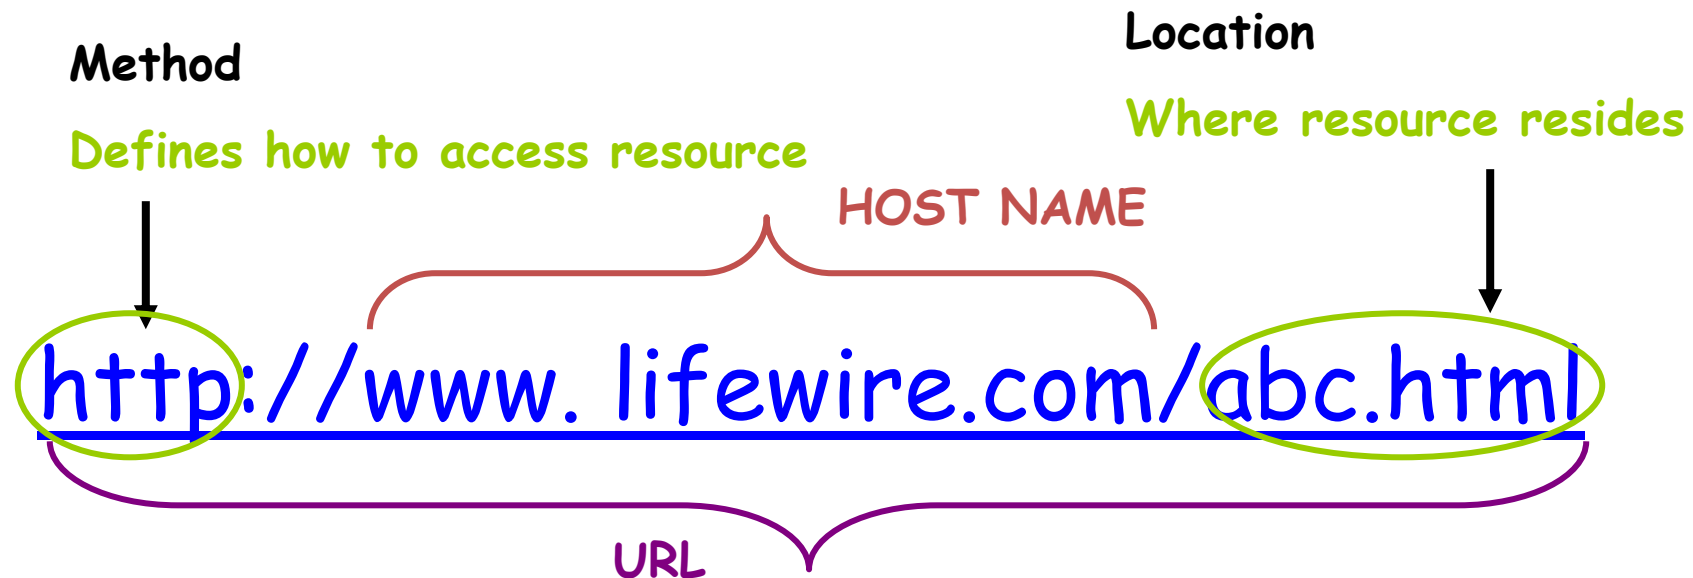 Method
Defines how to access resource
Location
Where resource resides
HOST NAME
http://www. lifewire.com/abc.html
URL